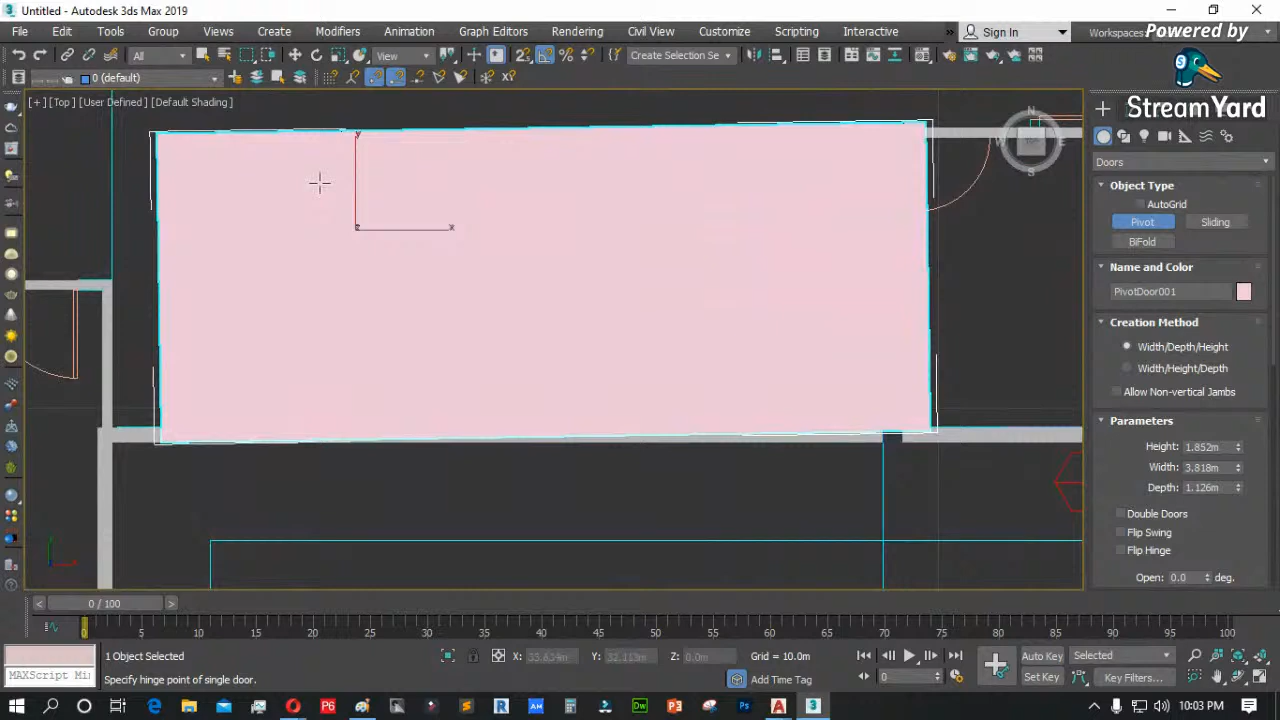 Untitled - Autodesk 3ds Max 2019
Powered by
File Edit Tools Group Views Create Modifiers Animation Graph Editors Rendering Civil View Customize Scripting Interactive Sign In Workspaces:
All View Create Selection Se
0 (default)
StreamYard
[+] [Top] [User Defined] [Default Shading]
N
E
S
y
z x
Doors
Object Type
AutoGrid
Pivot Sliding
BiFold
Name and Color
PivotDoor001
Creation Method
Width/Depth/Height
Width/Height/Depth
Allow Non-vertical Jambs
Parameters
Height: 1.852m
Width: 3.818m
Depth: 1.126m
Double Doors
Flip Swing
Flip Hinge
Open: 0.0 deg.
< 0 / 100 >
0 5 10 15 20 25 30 35 40 45 50 55 60 65 70 75 80 85 90 95 100
1 Object Selected X: 33.634m Y: 32.113m Z: 0.0m Grid = 10.0m Auto Key Selected
MAXScript Mi Specify hinge point of single door. Add Time Tag 0 Set Key Key Filters...
10:03 PM